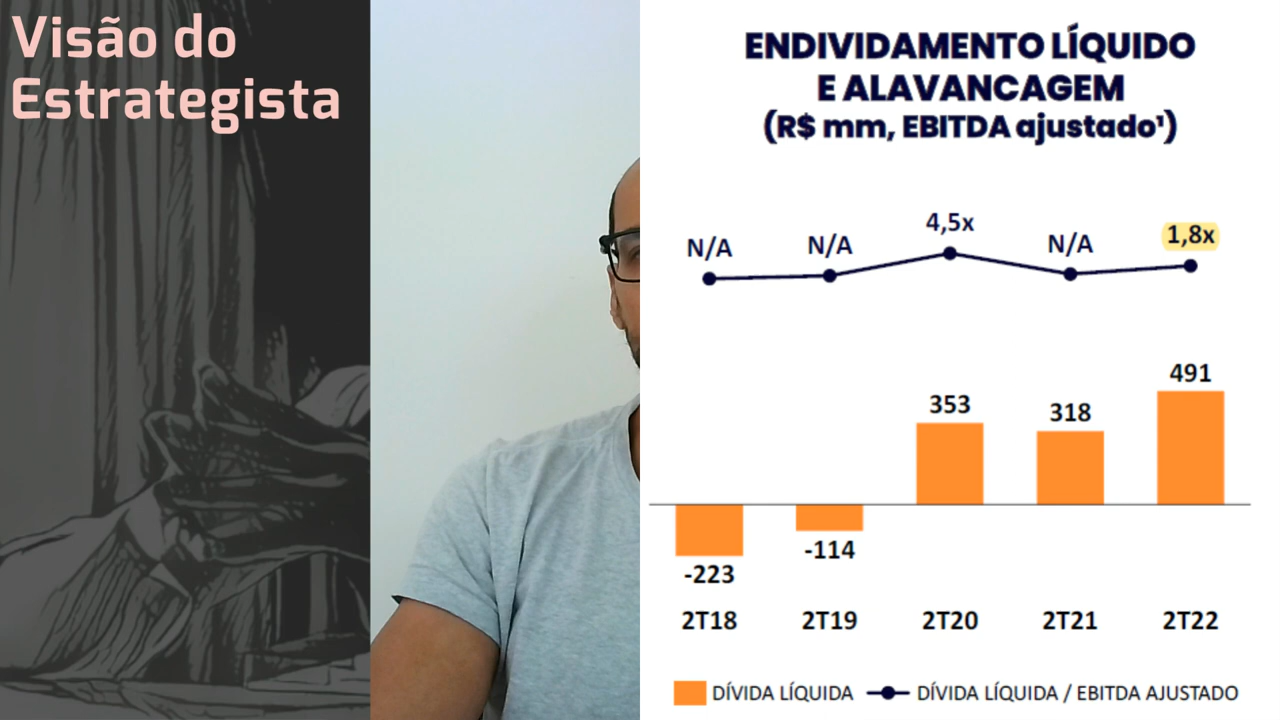 Visão do
Estrategista
ENDIVIDAMENTO LÍQUIDO
E ALAVANCAGEM
(R$ mm, EBITDA ajustado¹)
N/A
N/A
4,5x
N/A
1,8x
-223
-114
353
318
491
2T18
2T19
2T20
2T21
2T22
DÍVIDA LÍQUIDA
DÍVIDA LÍQUIDA / EBITDA AJUSTADO